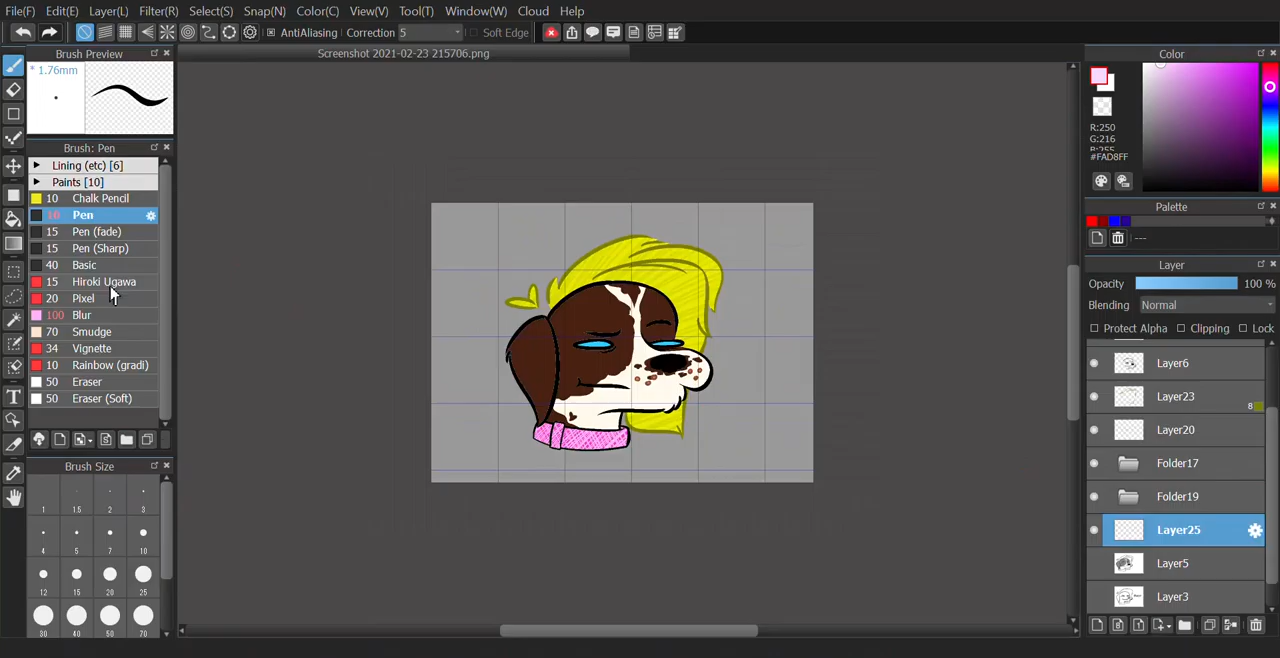 File(F) Edit(E) Layer(L) Filter(R) Select(S) Snap(N) Color(C) View(V) Tool(T) Window(W) Cloud Help
AntiAliasing Correction 5 Soft Edge
Brush Preview
Screenshot 2021-02-23 215706.png
* 1.76mm
Brush: Pen
Lining (etc) [6]
Paints [10]
10 Chalk Pencil
10 Pen
15 Pen (fade)
15 Pen (Sharp)
40 Basic
15 Hiroki Ugawa
20 Pixel
100 Blur
70 Smudge
34 Vignette
10 Rainbow (gradi)
50 Eraser
50 Eraser (Soft)
Brush Size
1 1.5 2 3
4 5 7 10
12 15 20 25
30 40 50 70
Color
R:250
G:216
B:255
#FAD8FF
Palette
---
Layer
Opacity 100 %
Blending Normal
Protect Alpha Clipping Lock
Layer6
Layer23
8
Layer20
Folder17
Folder19
Layer25
Layer5
Layer3